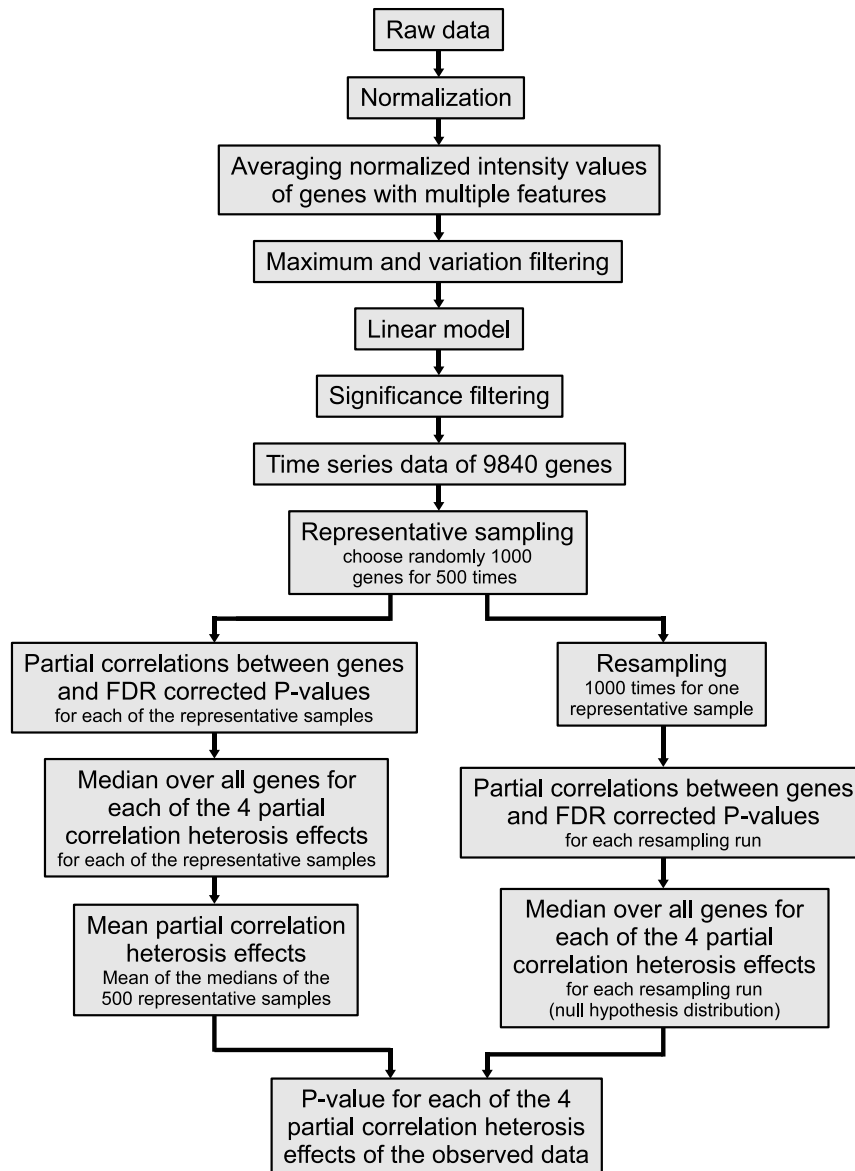 Raw data
Normalization
Averaging normalized intensity values
of genes with multiple features
Maximum and variation filtering
Linear model
Significance filtering
Time series data of 9840 genes
Representative sampling
choose randomly 1000
genes for 500 times
Partial correlations between genes
and FDR corrected P-values
for each of the representative samples
Median over all genes for
each of the 4 partial
correlation heterosis effects
for each of the representative samples
Mean partial correlation
heterosis effects
Mean of the medians of the
500 representative samples
Resampling
1000 times for one
representative sample
Partial correlations between genes
and FDR corrected P-values
for each resampling run
Median over all genes for
each of the 4 partial
correlation heterosis effects
for each resampling run
(null hypothesis distribution)
P-value for each of the 4
partial correlation heterosis
effects of the observed data